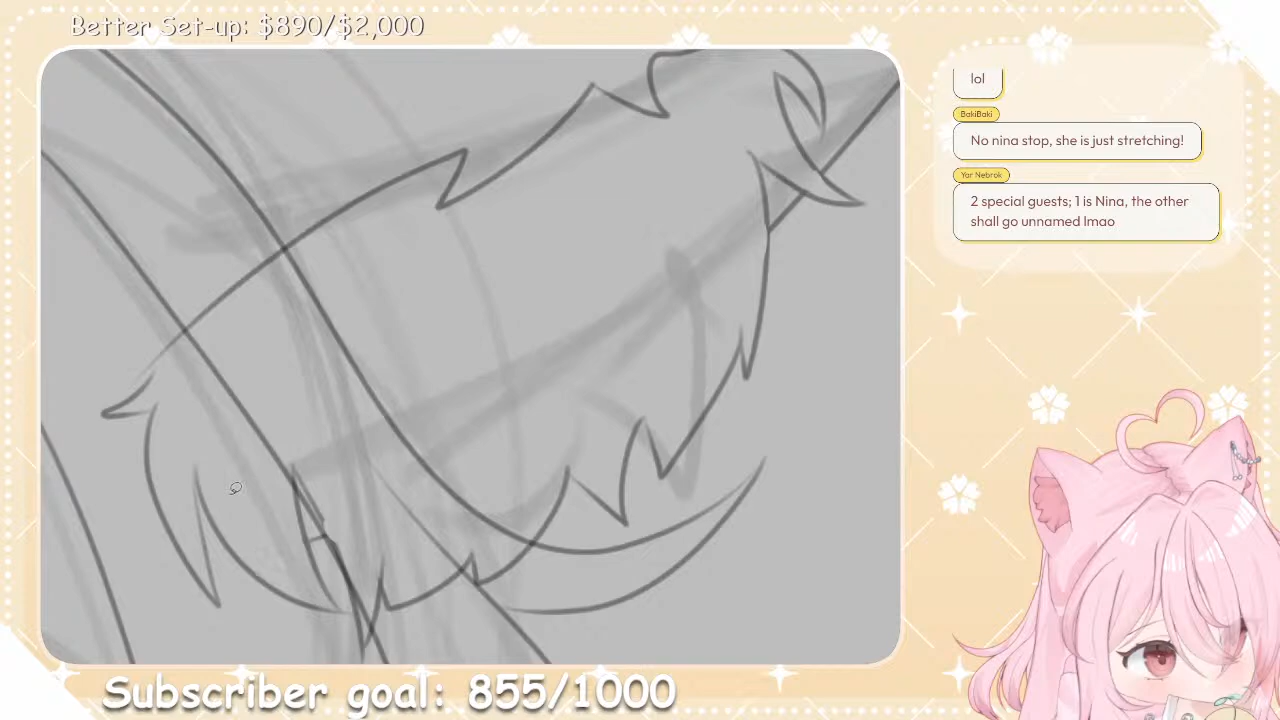 Better Set-up: $890/$2,000
lol
BakiBaki
No nina stop, she is just stretching!
Yar Nebrok
2 special guests; 1 is Nina, the other
shall go unnamed lmao
Subscriber goal: 855/1000